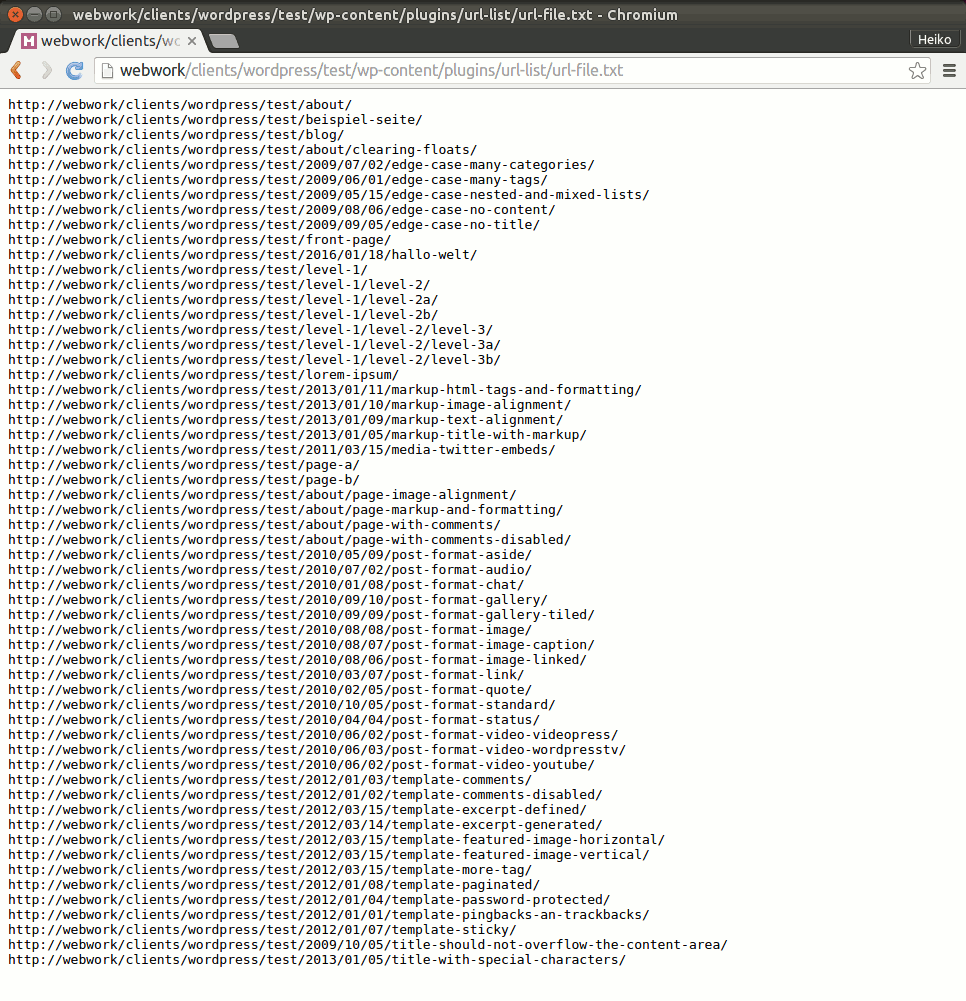 webwork/clients/wordpress/test/wp-content/plugins/url-list/url-file.txt - Chromium
webwork/clients/wo
Heiko
webwork/clients/wordpress/test/wp-content/plugins/url-list/url-file.txt
http://webwork/clients/wordpress/test/about/
http://webwork/clients/wordpress/test/beispiel-seite/
http://webwork/clients/wordpress/test/blog/
http://webwork/clients/wordpress/test/about/clearing-floats/
http://webwork/clients/wordpress/test/2009/07/02/edge-case-many-categories/
http://webwork/clients/wordpress/test/2009/06/01/edge-case-many-tags/
http://webwork/clients/wordpress/test/2009/05/15/edge-case-nested-and-mixed-lists/
http://webwork/clients/wordpress/test/2009/08/06/edge-case-no-content/
http://webwork/clients/wordpress/test/2009/09/05/edge-case-no-title/
http://webwork/clients/wordpress/test/front-page/
http://webwork/clients/wordpress/test/2016/01/18/hallo-welt/
http://webwork/clients/wordpress/test/level-1/
http://webwork/clients/wordpress/test/level-1/level-2/
http://webwork/clients/wordpress/test/level-1/level-2a/
http://webwork/clients/wordpress/test/level-1/level-2b/
http://webwork/clients/wordpress/test/level-1/level-2/level-3/
http://webwork/clients/wordpress/test/level-1/level-2/level-3a/
http://webwork/clients/wordpress/test/level-1/level-2/level-3b/
http://webwork/clients/wordpress/test/lorem-ipsum/
http://webwork/clients/wordpress/test/2013/01/11/markup-html-tags-and-formatting/
http://webwork/clients/wordpress/test/2013/01/10/markup-image-alignment/
http://webwork/clients/wordpress/test/2013/01/09/markup-text-alignment/
http://webwork/clients/wordpress/test/2013/01/05/markup-title-with-markup/
http://webwork/clients/wordpress/test/2011/03/15/media-twitter-embeds/
http://webwork/clients/wordpress/test/page-a/
http://webwork/clients/wordpress/test/page-b/
http://webwork/clients/wordpress/test/about/page-image-alignment/
http://webwork/clients/wordpress/test/about/page-markup-and-formatting/
http://webwork/clients/wordpress/test/about/page-with-comments/
http://webwork/clients/wordpress/test/about/page-with-comments-disabled/
http://webwork/clients/wordpress/test/2010/05/09/post-format-aside/
http://webwork/clients/wordpress/test/2010/07/02/post-format-audio/
http://webwork/clients/wordpress/test/2010/01/08/post-format-chat/
http://webwork/clients/wordpress/test/2010/09/10/post-format-gallery/
http://webwork/clients/wordpress/test/2010/09/09/post-format-gallery-tiled/
http://webwork/clients/wordpress/test/2010/08/08/post-format-image/
http://webwork/clients/wordpress/test/2010/08/07/post-format-image-caption/
http://webwork/clients/wordpress/test/2010/08/06/post-format-image-linked/
http://webwork/clients/wordpress/test/2010/03/07/post-format-link/
http://webwork/clients/wordpress/test/2010/02/05/post-format-quote/
http://webwork/clients/wordpress/test/2010/10/05/post-format-standard/
http://webwork/clients/wordpress/test/2010/04/04/post-format-status/
http://webwork/clients/wordpress/test/2010/06/02/post-format-video-videopress/
http://webwork/clients/wordpress/test/2010/06/03/post-format-video-wordpresstv/
http://webwork/clients/wordpress/test/2010/06/02/post-format-video-youtube/
http://webwork/clients/wordpress/test/2012/01/03/template-comments/
http://webwork/clients/wordpress/test/2012/01/02/template-comments-disabled/
http://webwork/clients/wordpress/test/2012/03/15/template-excerpt-defined/
http://webwork/clients/wordpress/test/2012/03/14/template-excerpt-generated/
http://webwork/clients/wordpress/test/2012/03/15/template-featured-image-horizontal/
http://webwork/clients/wordpress/test/2012/03/15/template-featured-image-vertical/
http://webwork/clients/wordpress/test/2012/03/15/template-more-tag/
http://webwork/clients/wordpress/test/2012/01/08/template-paginated/
http://webwork/clients/wordpress/test/2012/01/04/template-password-protected/
http://webwork/clients/wordpress/test/2012/01/01/template-pingbacks-an-trackbacks/
http://webwork/clients/wordpress/test/2012/01/07/template-sticky/
http://webwork/clients/wordpress/test/2009/10/05/title-should-not-overflow-the-content-area/
http://webwork/clients/wordpress/test/2013/01/05/title-with-special-characters/